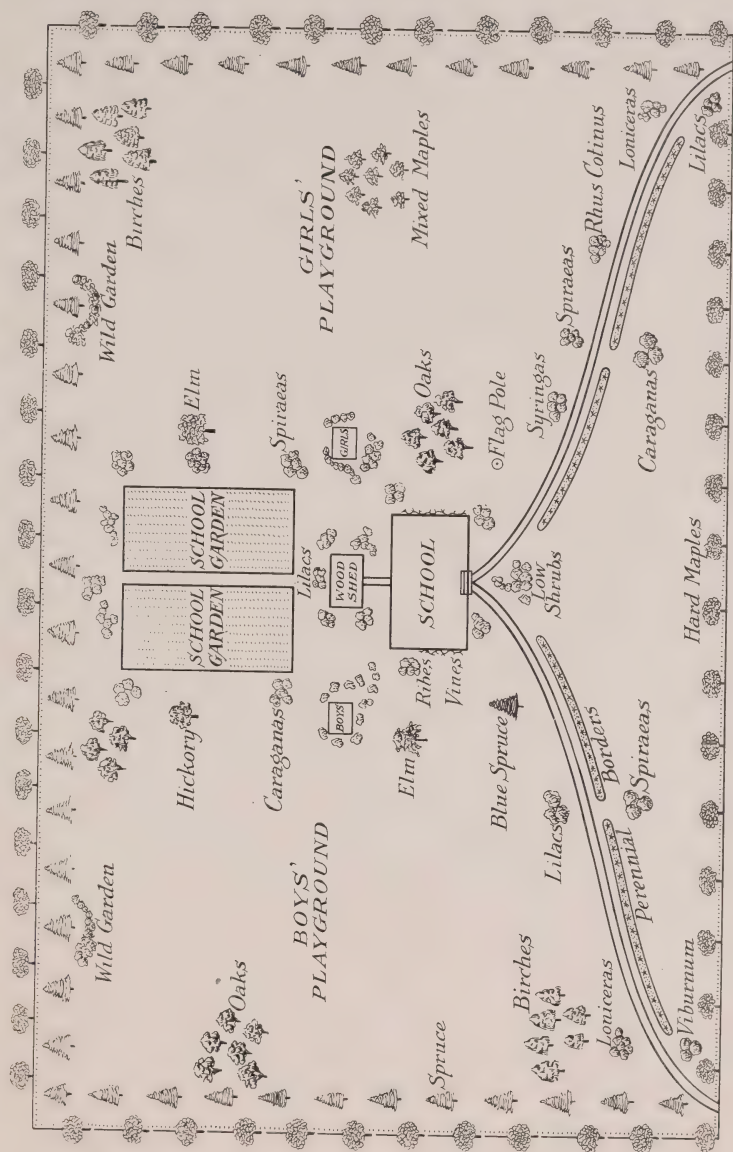 Wild Garden
Wild Garden
Birches
Hickory
SCHOOL
GARDEN
SCHOOL
GARDEN
Elm
Oaks
Caraganas
Spiraeas
Lilacs
BOYS'
PLAYGROUND
GIRLS'
PLAYGROUND
BOYS
WOOD
SHED
GIRLS
Elm
Ribes
Vines
SCHOOL
Oaks
Mixed Maples
Spruce
Blue Spruce
Flag Pole
Birches
Lilacs
Low
Shrubs
Syringas
Spiraeas
Rhus Cotinus
Loniceras
Loniceras
Perennial Borders
Viburnum
Spiraeas
Caraganas
Lilacs
Hard Maples